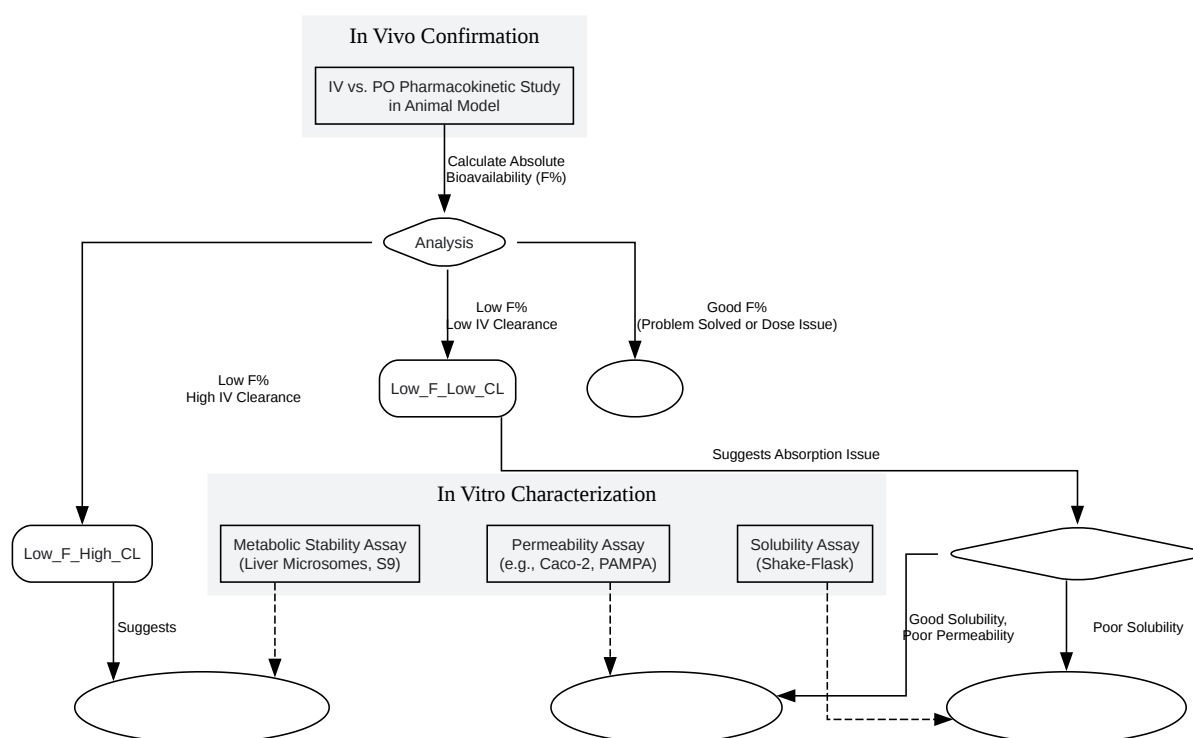 In Vivo Confirmation
IV vs. PO Pharmacokinetic Study
in Animal Model
Calculate Absolute
Bioavailability (F%)
Analysis
Low F%
Low IV Clearance
Good F%
(Problem Solved or Dose Issue)
Low F%
High IV Clearance
Low_F_Low_CL
Suggests Absorption Issue
In Vitro Characterization
Low_F_High_CL
Metabolic Stability Assay
(Liver Microsomes, S9)
Permeability Assay
(e.g., Caco-2, PAMPA)
Solubility Assay
(Shake-Flask)
Suggests
Good Solubility,
Poor Permeability
Poor Solubility